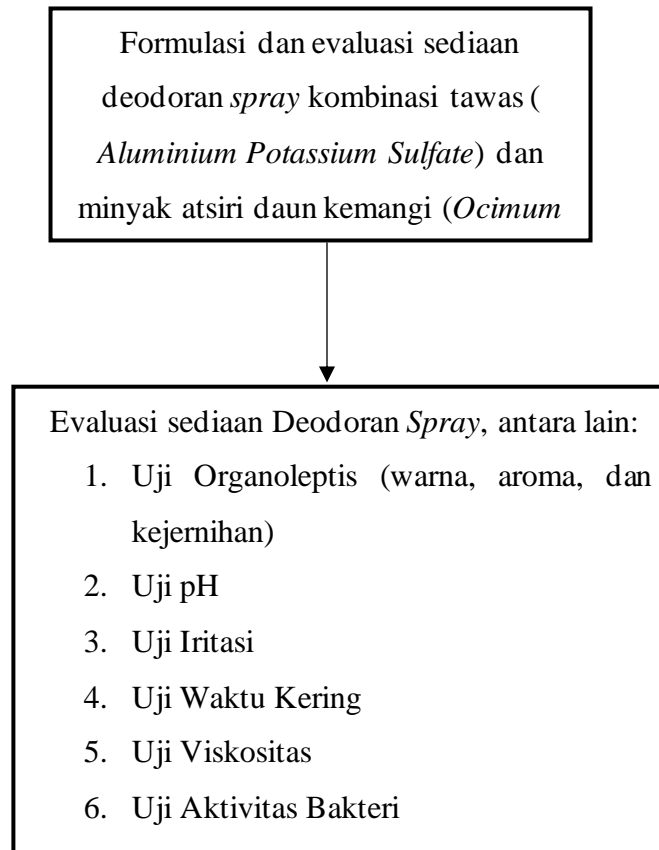 Formulasi dan evaluasi sediaan
deodoran spray kombinasi tawas (
Aluminium Potassium Sulfate) dan
minyak atsiri daun kemangi (Ocimum
Evaluasi sediaan Deodoran Spray, antara lain:
1. Uji Organoleptis (warna, aroma, dan
kejernihan)
2. Uji pH
3. Uji Iritasi
4. Uji Waktu Kering
5. Uji Viskositas
6. Uji Aktivitas Bakteri